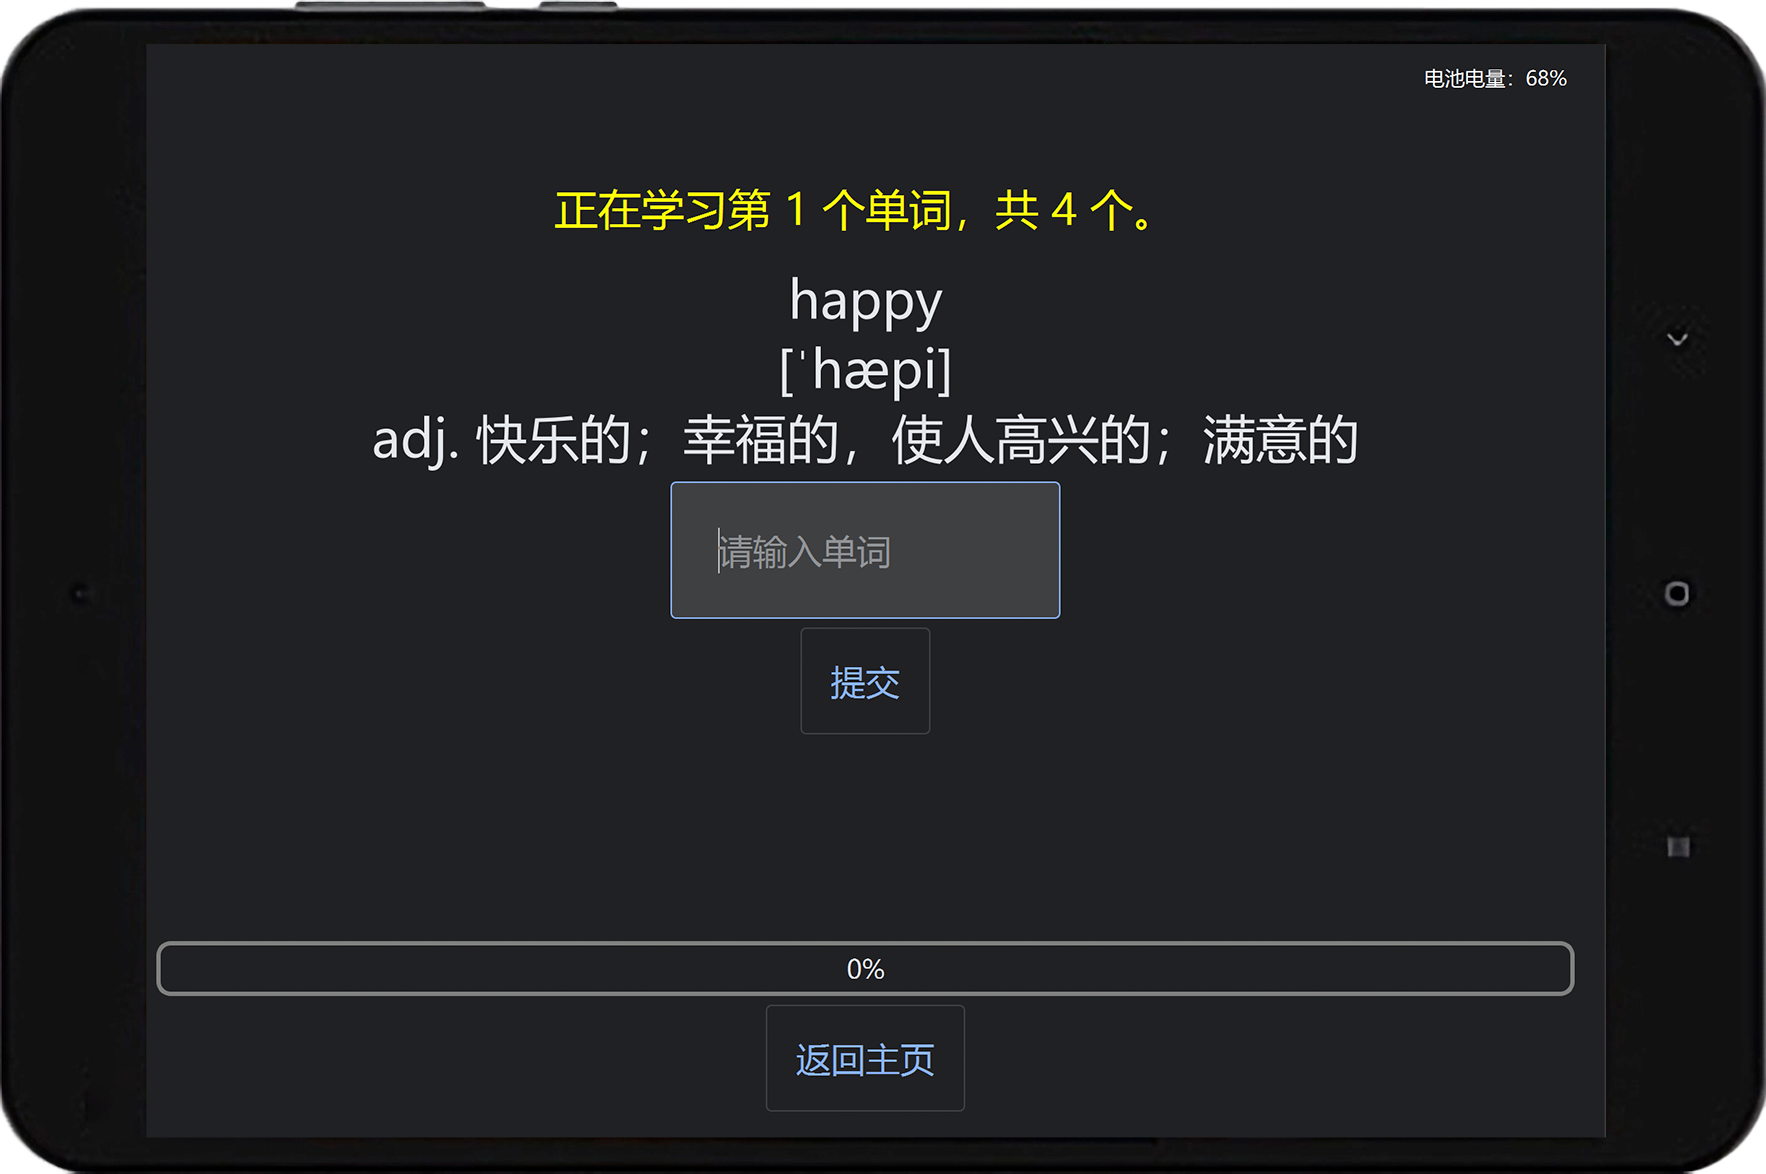 电池电量：68%
正在学习第 1 个单词，共 4 个。
happy
[ˈhæpi]
adj. 快乐的；幸福的，使人高兴的；满意的
请输入单词
提交
0%
返回主页